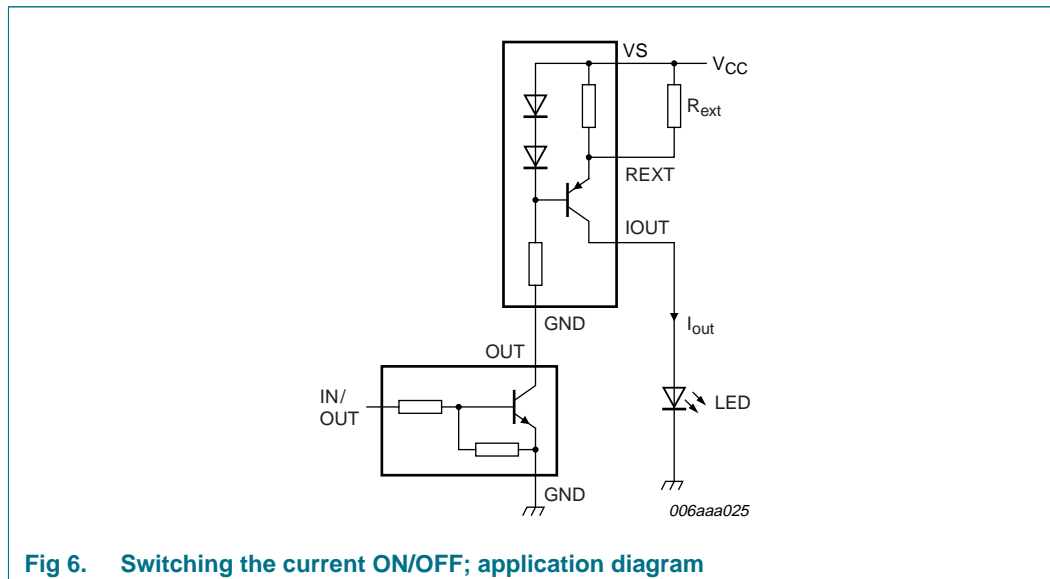 VS
VCC
Rext
REXT
IOUT
GND
Iout
OUT
IN/
OUT
LED
GND
006aaa025
Fig 6. Switching the current ON/OFF; application diagram